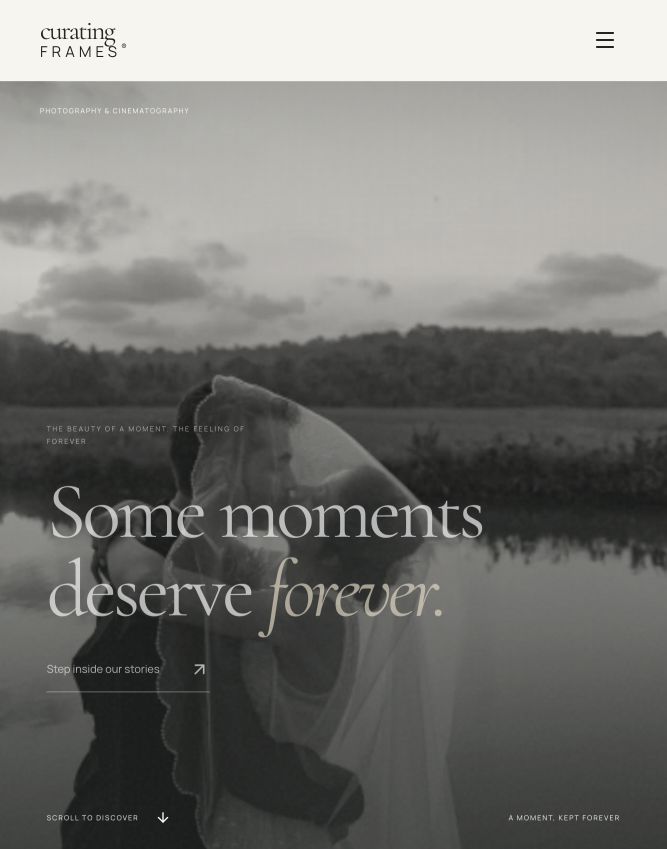 curating
FRAMES®
PHOTOGRAPHY & CINEMATOGRAPHY
THE BEAUTY OF A MOMENT. THE FEELING OF
FOREVER
Some moments
deserve forever.
Step inside our stories
SCROLL TO DISCOVER
A MOMENT, KEPT FOREVER